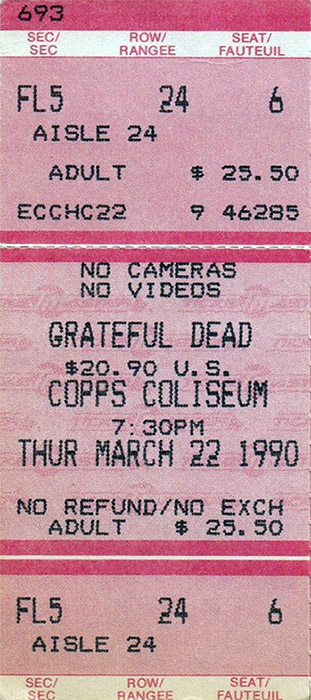 693
SEC/ ROW/ SEAT/
SEC RANGEE FAUTEUIL
FL5 24 6
AISLE 24
ADULT $ 25.50
ECCHC22 9 46285
NO CAMERAS
NO VIDEOS
GRATEFUL DEAD
$20.90 U.S.
COPPS COLISEUM
7:30PM
THUR MARCH 22 1990
NO REFUND/NO EXCH
ADULT $ 25.50
FL5 24 6
AISLE 24
SEC/ ROW/ SEAT/
SEC RANGEE FAUTEUIL